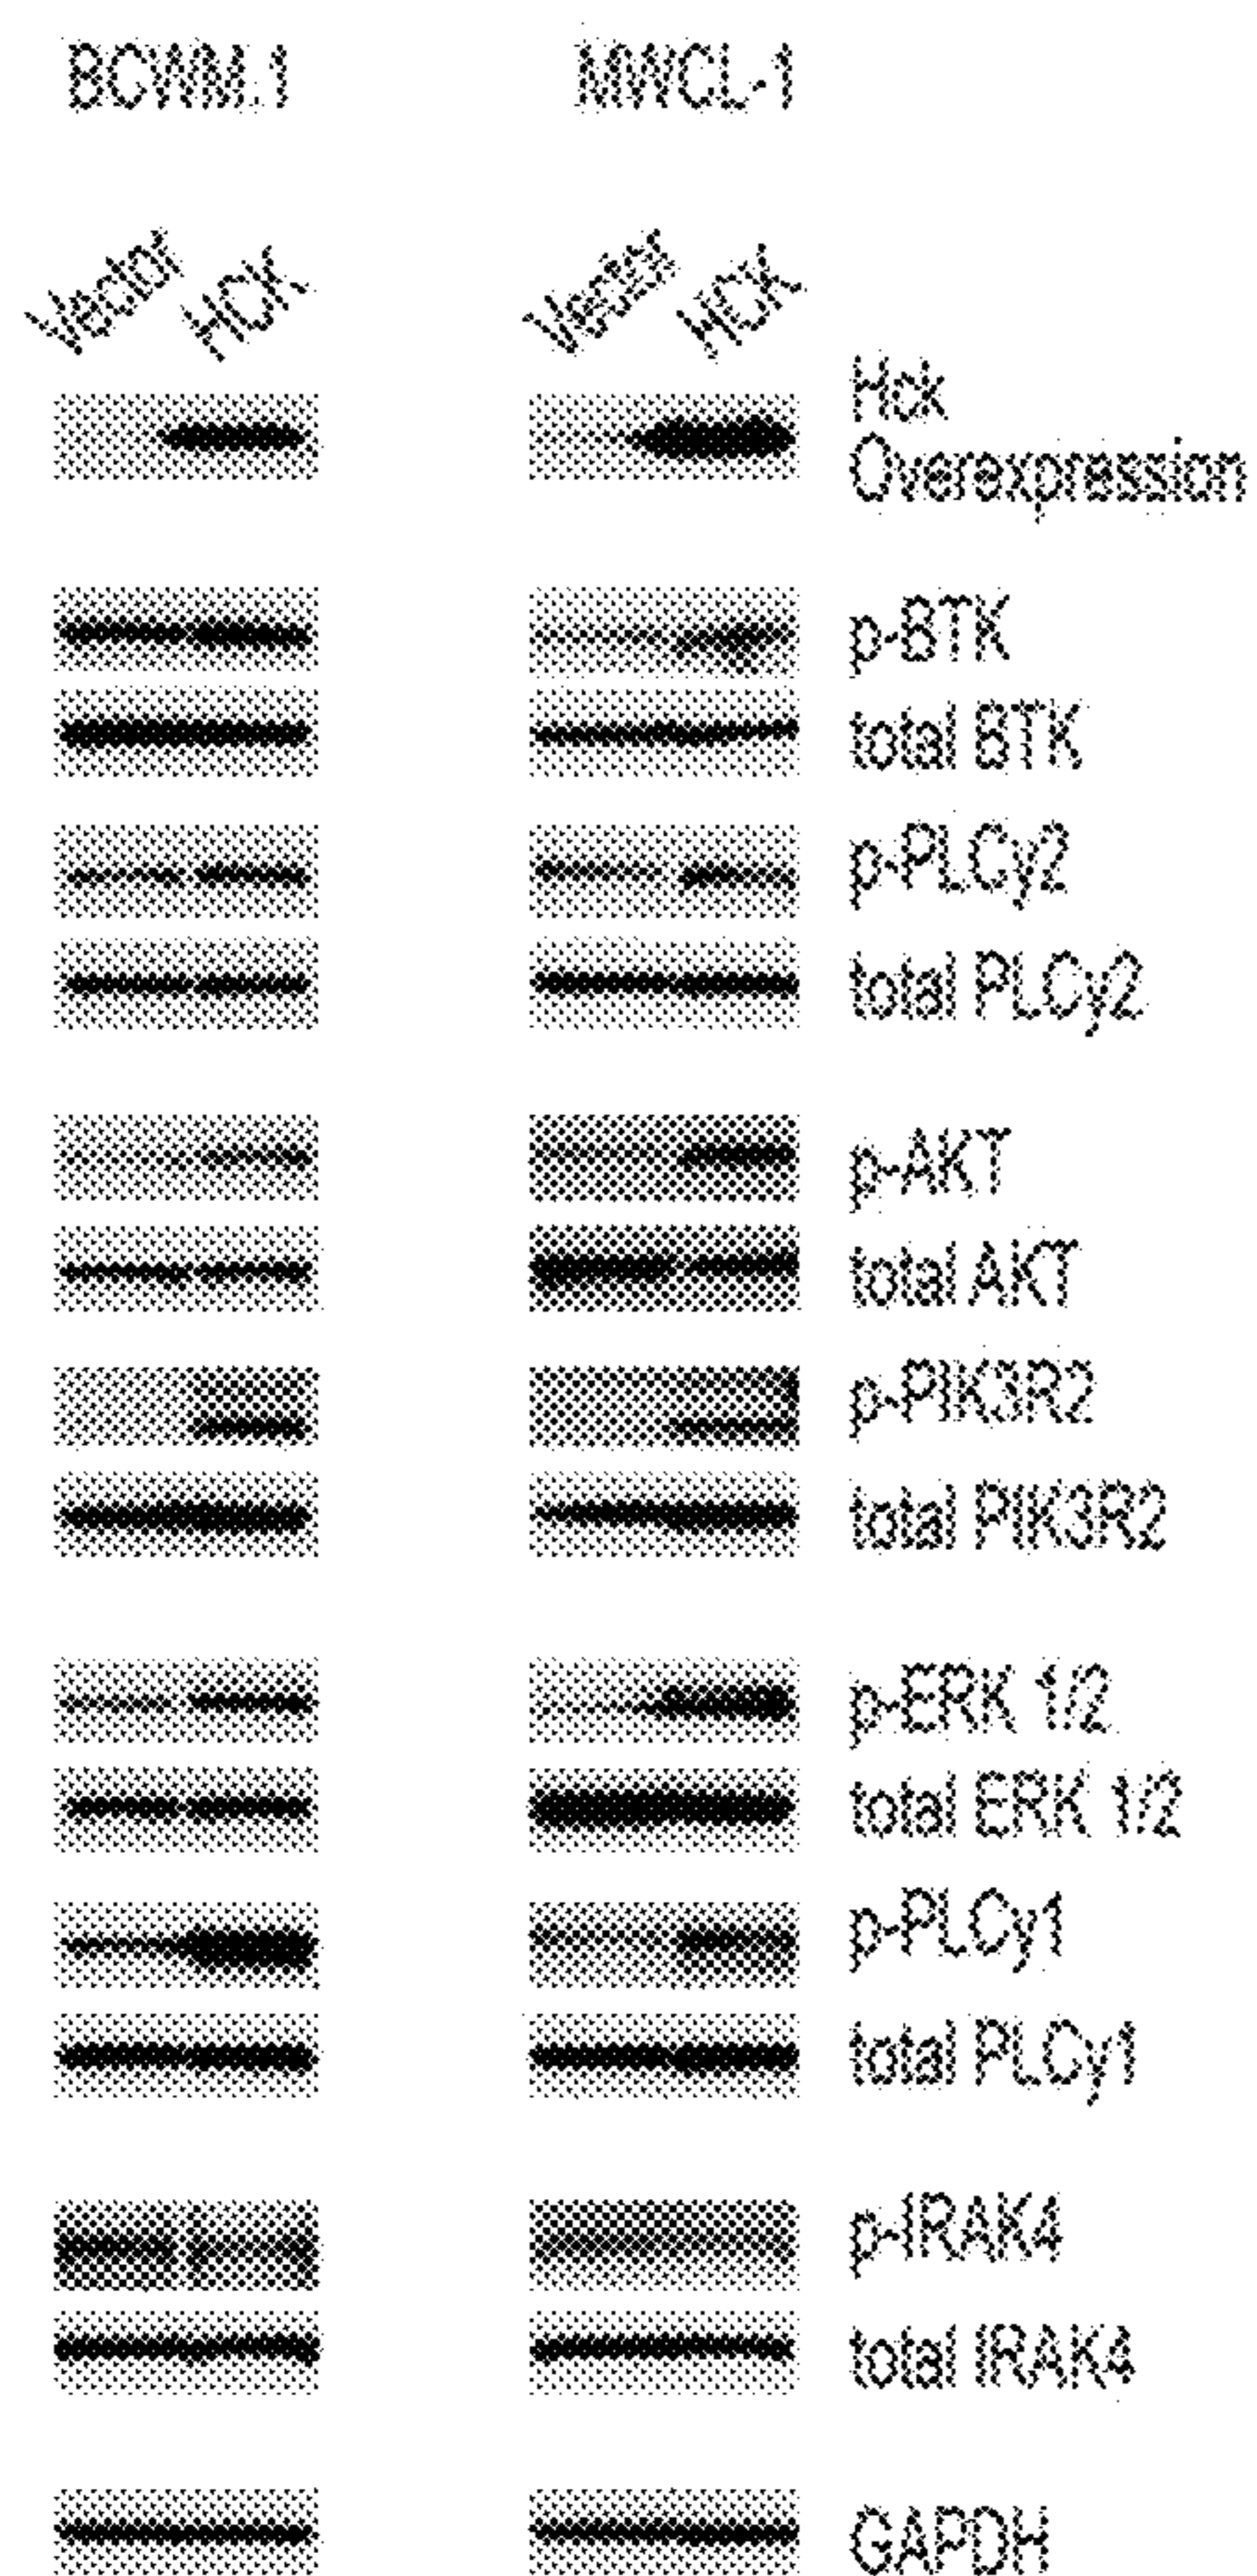 BCWM.1 MWCL-1
Vector HCK Vector HCK
Hck
Overexpression
p-BTK
total BTK
p-PLCγ2
total PLCγ2
p-AKT
total AKT
p-PIK3R2
total PIK3R2
p-ERK 1/2
total ERK 1/2
p-PLCγ1
total PLCγ1
p-IRAK4
total IRAK4
GAPDH